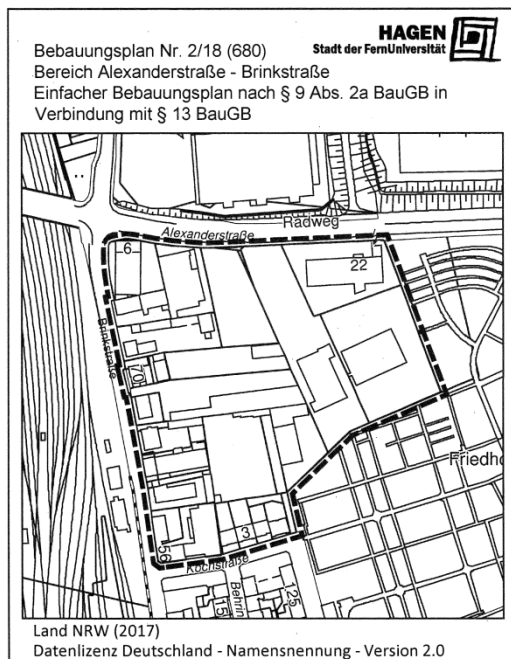 HAGEN
Stadt der FernUniversität
Bebauungsplan Nr. 2/18 (680)
Bereich Alexanderstraße - Brinkstraße
Einfacher Bebauungsplan nach § 9 Abs. 2a BauGB in
Verbindung mit § 13 BauGB
Radweg
Alexanderstraße
6
22
Brinkstraße
70
Friedho
3
56
Kochstraße
Behrin
15
125
Land NRW (2017)
Datenlizenz Deutschland - Namensnennung - Version 2.0